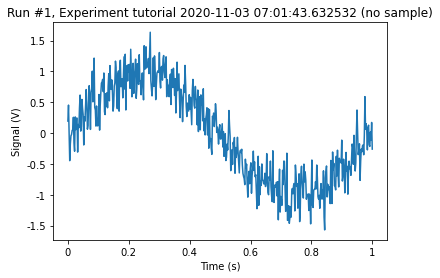 Run #1, Experiment tutorial 2020-11-03 07:01:43.632532 (no sample)
1.5
1
0.5
0
-0.5
-1
-1.5
Signal (V)
0 0.2 0.4 0.6 0.8 1
Time (s)